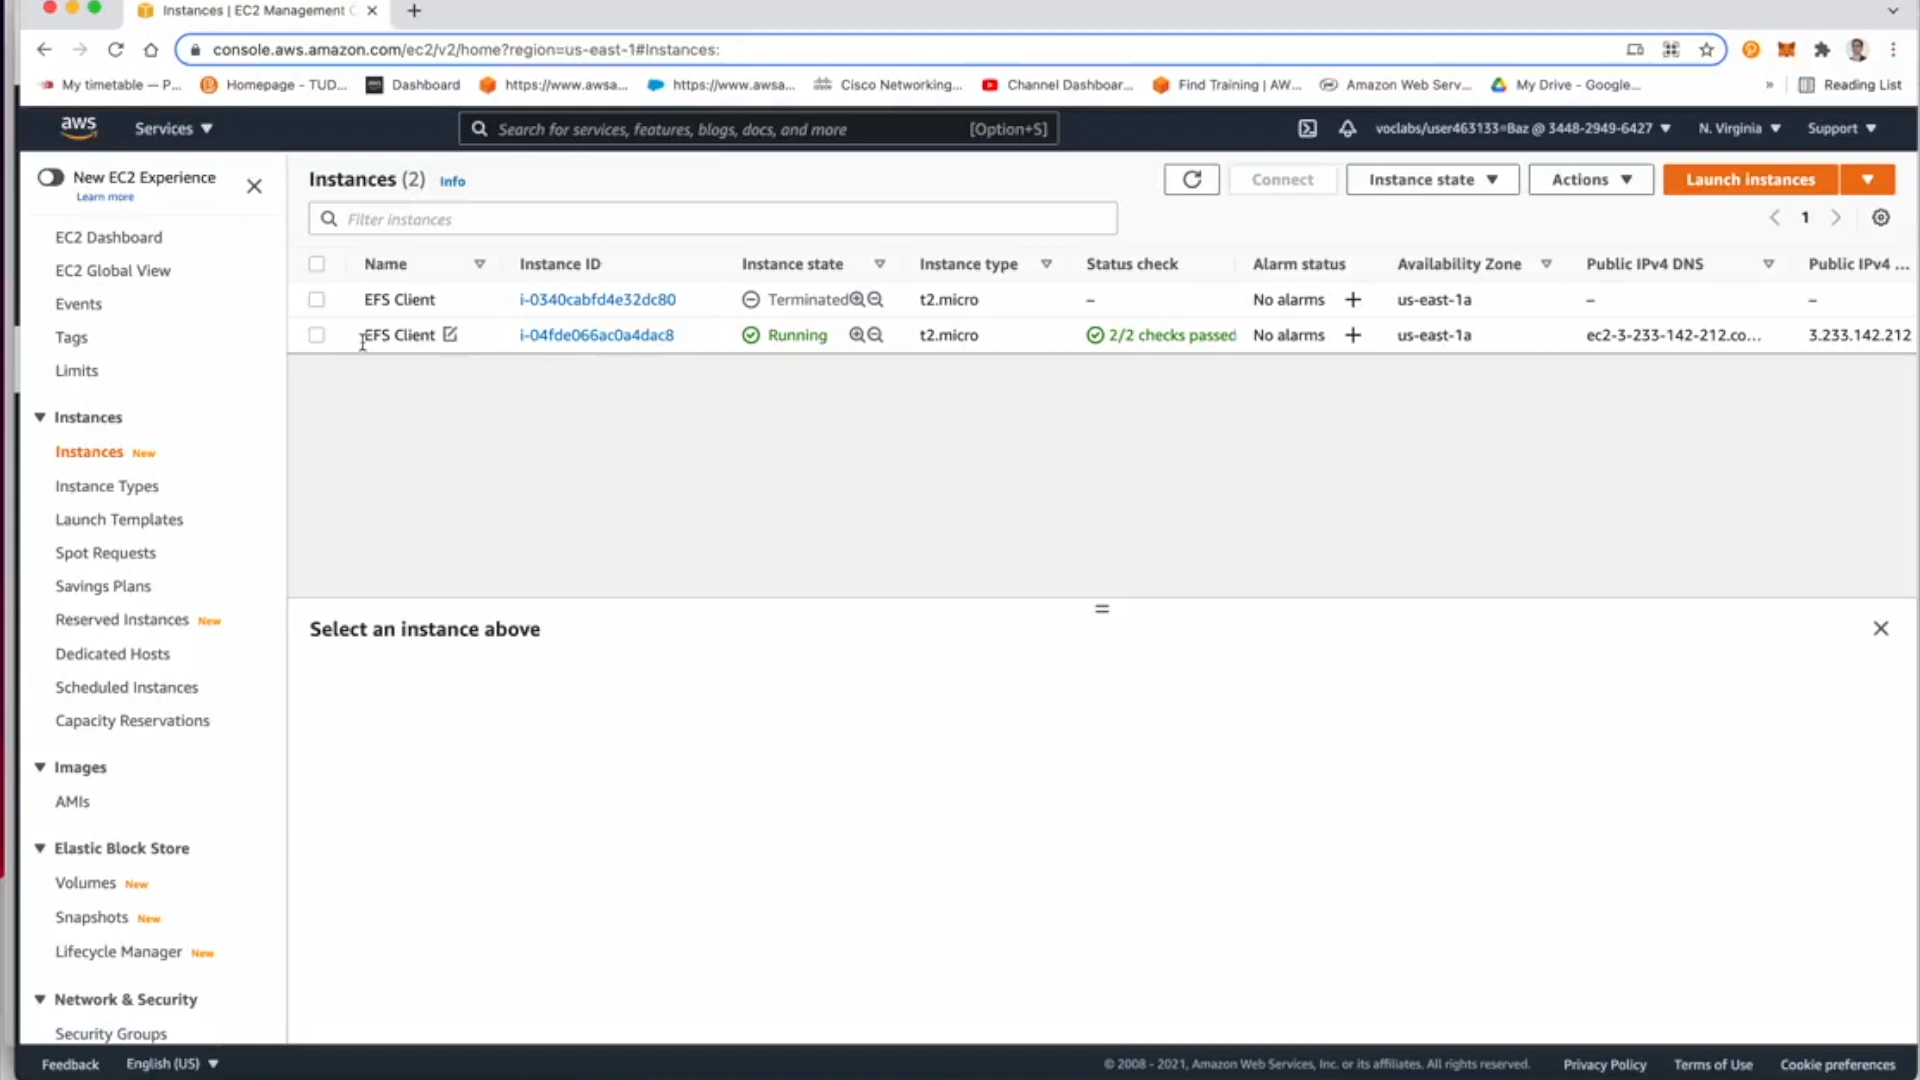 Instances | EC2 Management C
console.aws.amazon.com/ec2/v2/home?region=us-east-1#Instances:
My timetable — P... Homepage - TUD... Dashboard https://www.awsa... https://www.awsa... Cisco Networking... Channel Dashboar... Find Training | AW... Amazon Web Serv... My Drive - Google... » Reading List
aws Services Search for services, features, blogs, docs, and more [Option+S] voclabs/user463133=Baz @ 3448-2949-6427 N. Virginia Support
New EC2 Experience
Learn more
EC2 Dashboard
EC2 Global View
Events
Tags
Limits
Instances
Instances New
Instance Types
Launch Templates
Spot Requests
Savings Plans
Reserved Instances New
Dedicated Hosts
Scheduled Instances
Capacity Reservations
Images
AMIs
Elastic Block Store
Volumes New
Snapshots New
Lifecycle Manager New
Network & Security
Security Groups
Instances (2) Info Connect Instance state Actions Launch instances
Filter instances 1
Name Instance ID Instance state Instance type Status check Alarm status Availability Zone Public IPv4 DNS Public IPv4 ...
EFS Client i-0340cabfd4e32dc80 Terminated t2.micro – No alarms + us-east-1a – –
EFS Client i-04fde066ac0a4dac8 Running t2.micro 2/2 checks passed No alarms + us-east-1a ec2-3-233-142-212.co... 3.233.142.212
Select an instance above
Feedback English (US) © 2008 - 2021, Amazon Web Services, Inc. or its affiliates. All rights reserved. Privacy Policy Terms of Use Cookie preferences